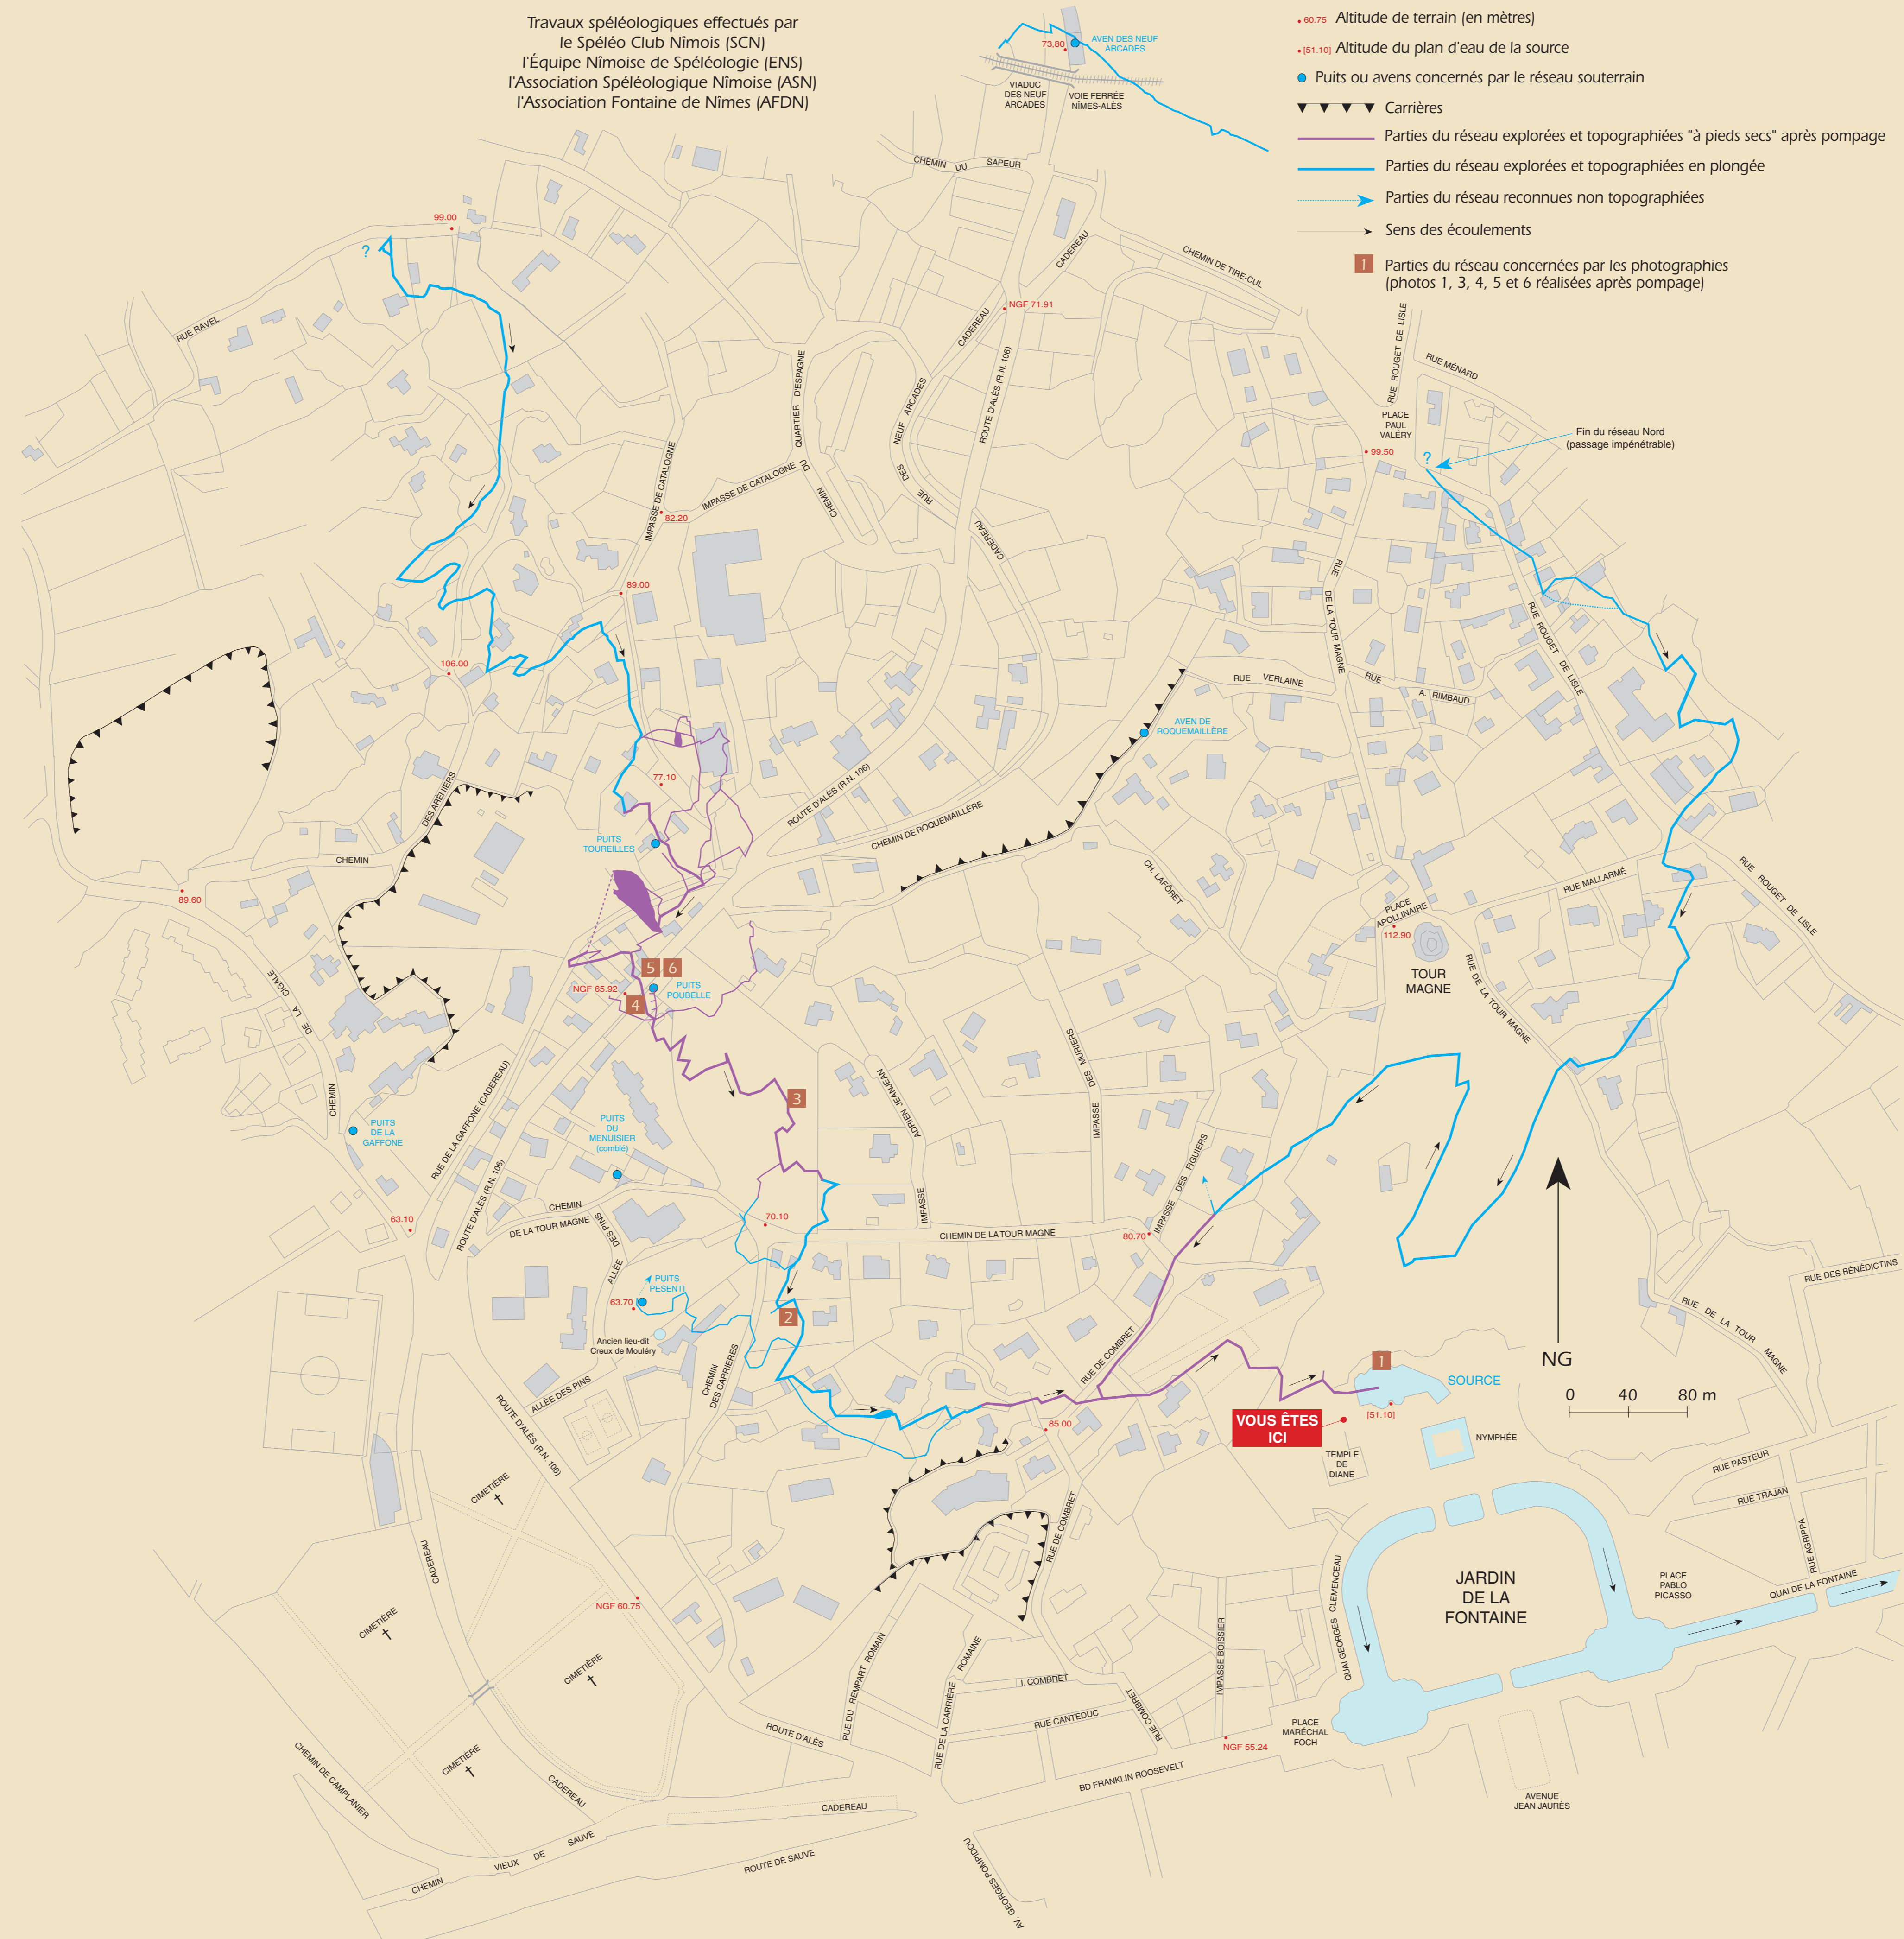 Travaux spéléologiques effectués par
le Spéléo Club Nîmois (SCN)
l'Équipe Nîmoise de Spéléologie (ENS)
l'Association Spéléologique Nîmoise (ASN)
l'Association Fontaine de Nîmes (AFDN)
60.75 Altitude de terrain (en mètres)
[51.10] Altitude du plan d'eau de la source
Puits ou avens concernés par le réseau souterrain
Carrières
Parties du réseau explorées et topographiées "à pieds secs" après pompage
Parties du réseau explorées et topographiées en plongée
Parties du réseau reconnues non topographiées
Sens des écoulements
1 Parties du réseau concernées par les photographies
(photos 1, 3, 4, 5 et 6 réalisées après pompage)
73,80
AVEN DES NEUF
ARCADES
VIADUC
DES NEUF
ARCADES
VOIE FERRÉE
NÎMES-ALÈS
CHEMIN DU SAPEUR
99.00
?
RUE RAVEL
CADEREAU
CHEMIN DE TIRE-CUL
NGF 71.91
CADEREAU
ROUTE D'ALÈS (R.N. 106)
RUE DES NEUF ARCADES
CADEREAU
CHEMIN DU QUARTIER D'ESPAGNE
IMPASSE DE CATALOGNE
IMPASSE DE CATALOGNE
82.20
89.00
RUE ROUGET DE LISLE
RUE MÉNARD
PLACE
PAUL
VALÉRY
99.50
?
Fin du réseau Nord
(passage impénétrable)
RUE DE LA TOUR MAGNE
RUE ROUGET DE LISLE
RUE VERLAINE
RUE A. RIMBAUD
106.00
AVEN DE
ROQUEMAILLÈRE
77.10
ROUTE D'ALÈS (R.N. 106)
CHEMIN DE ROQUEMAILLÈRE
PUITS
TOUREILLES
CHEMIN DES ARÉNIERS
89.60
CH. LAFÔRET
RUE MALLARMÉ
RUE ROUGET DE LISLE
PLACE
APOLLINAIRE
112.90
TOUR
MAGNE
RUE DE LA TOUR MAGNE
5 6
PUITS
POUBELLE
NGF 65.92
4
CHEMIN DE LA CIGALE
3
PUITS
DE LA
GAFFONE
RUE DE LA GAFFONE (CADEREAU)
PUITS
DU
MENUISIER
(comblé)
IMPASSE ADRIEN JEANJEAN
IMPASSE DES MURIERS
IMPASSE DES FIGUIERS
63.10
ROUTE D'ALÈS (R.N. 106)
CHEMIN
DE LA TOUR MAGNE
70.10
CHEMIN DE LA TOUR MAGNE
80.70
ALLÉE DES PINS
PUITS
PESENTI
63.70
2
Ancien lieu-dit
Creux de Mouléry
CHEMIN
DES CARRIÈRES
ALLÉE DES PINS
RUE DE COMBRET
NG
0 40 80 m
RUE DES BÉNÉDICTINS
RUE DE LA TOUR MAGNE
1
SOURCE
[51.10]
VOUS ÊTES
ICI
85.00
TEMPLE
DE
DIANE
NYMPHÉE
ROUTE D'ALÈS (R.N. 106)
CIMETIÈRE
CADEREAU
RUE DE COMBRET
RUE PASTEUR
RUE TRAJAN
RUE AGRIPPA
QUAI DE LA FONTAINE
PLACE
PABLO
PICASSO
JARDIN
DE LA
FONTAINE
QUAI GEORGES CLEMENCEAU
NGF 60.75
CIMETIÈRE
CIMETIÈRE
CIMETIÈRE
RUE DU REMPART ROMAIN
RUE DE LA CARRIÈRE ROMAINE
I. COMBRET
RUE CANTEDUC
RUE COMBRET
IMPASSE BOISSIER
PLACE
MARÉCHAL
FOCH
NGF 55.24
BD FRANKLIN ROOSEVELT
ROUTE D'ALÈS
AVENUE
JEAN JAURÈS
CHEMIN DE CAMPLANIER
CADEREAU
CADEREAU
CHEMIN VIEUX DE SAUVE
ROUTE DE SAUVE
AV. GEORGES POMPIDOU